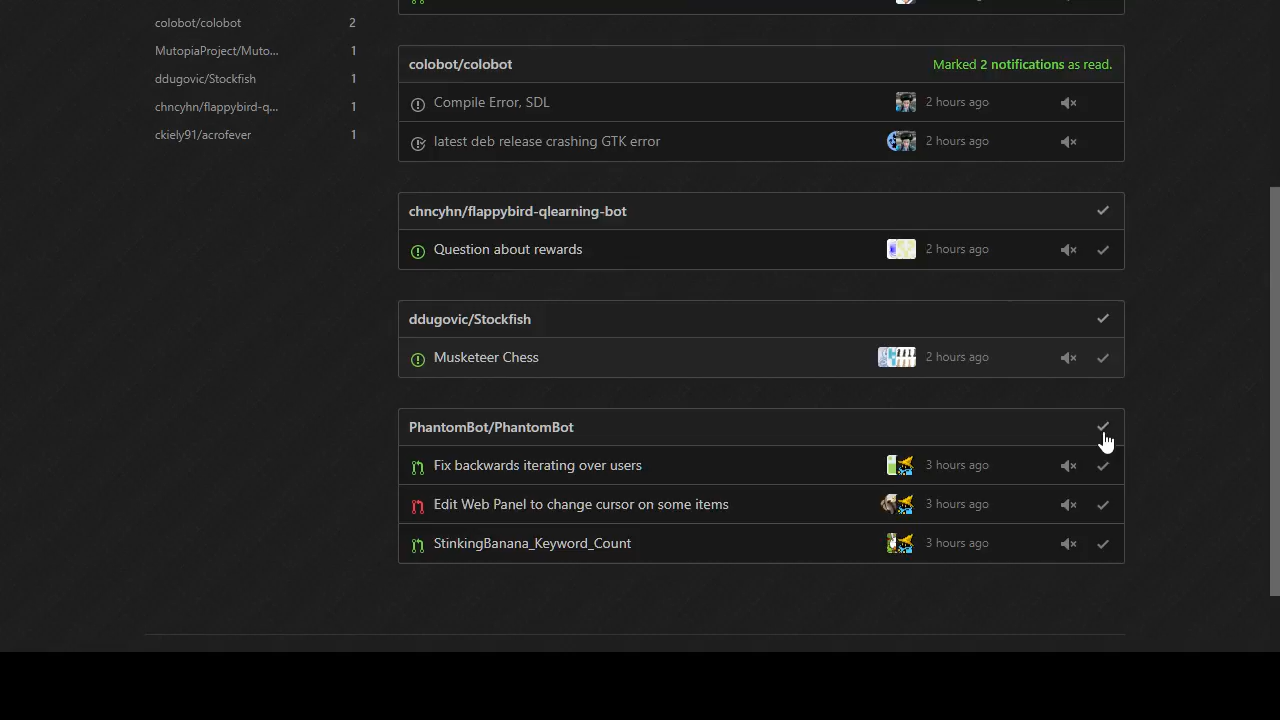 colobot/colobot 2
MutopiaProject/Muto... 1
ddugovic/Stockfish 1
chncyhn/flappybird-q... 1
ckiely91/acrofever 1
colobot/colobot Marked 2 notifications as read.
Compile Error, SDL 2 hours ago
latest deb release crashing GTK error 2 hours ago
chncyhn/flappybird-qlearning-bot
Question about rewards 2 hours ago
ddugovic/Stockfish
Musketeer Chess 2 hours ago
PhantomBot/PhantomBot
Fix backwards iterating over users 3 hours ago
Edit Web Panel to change cursor on some items 3 hours ago
StinkingBanana_Keyword_Count 3 hours ago